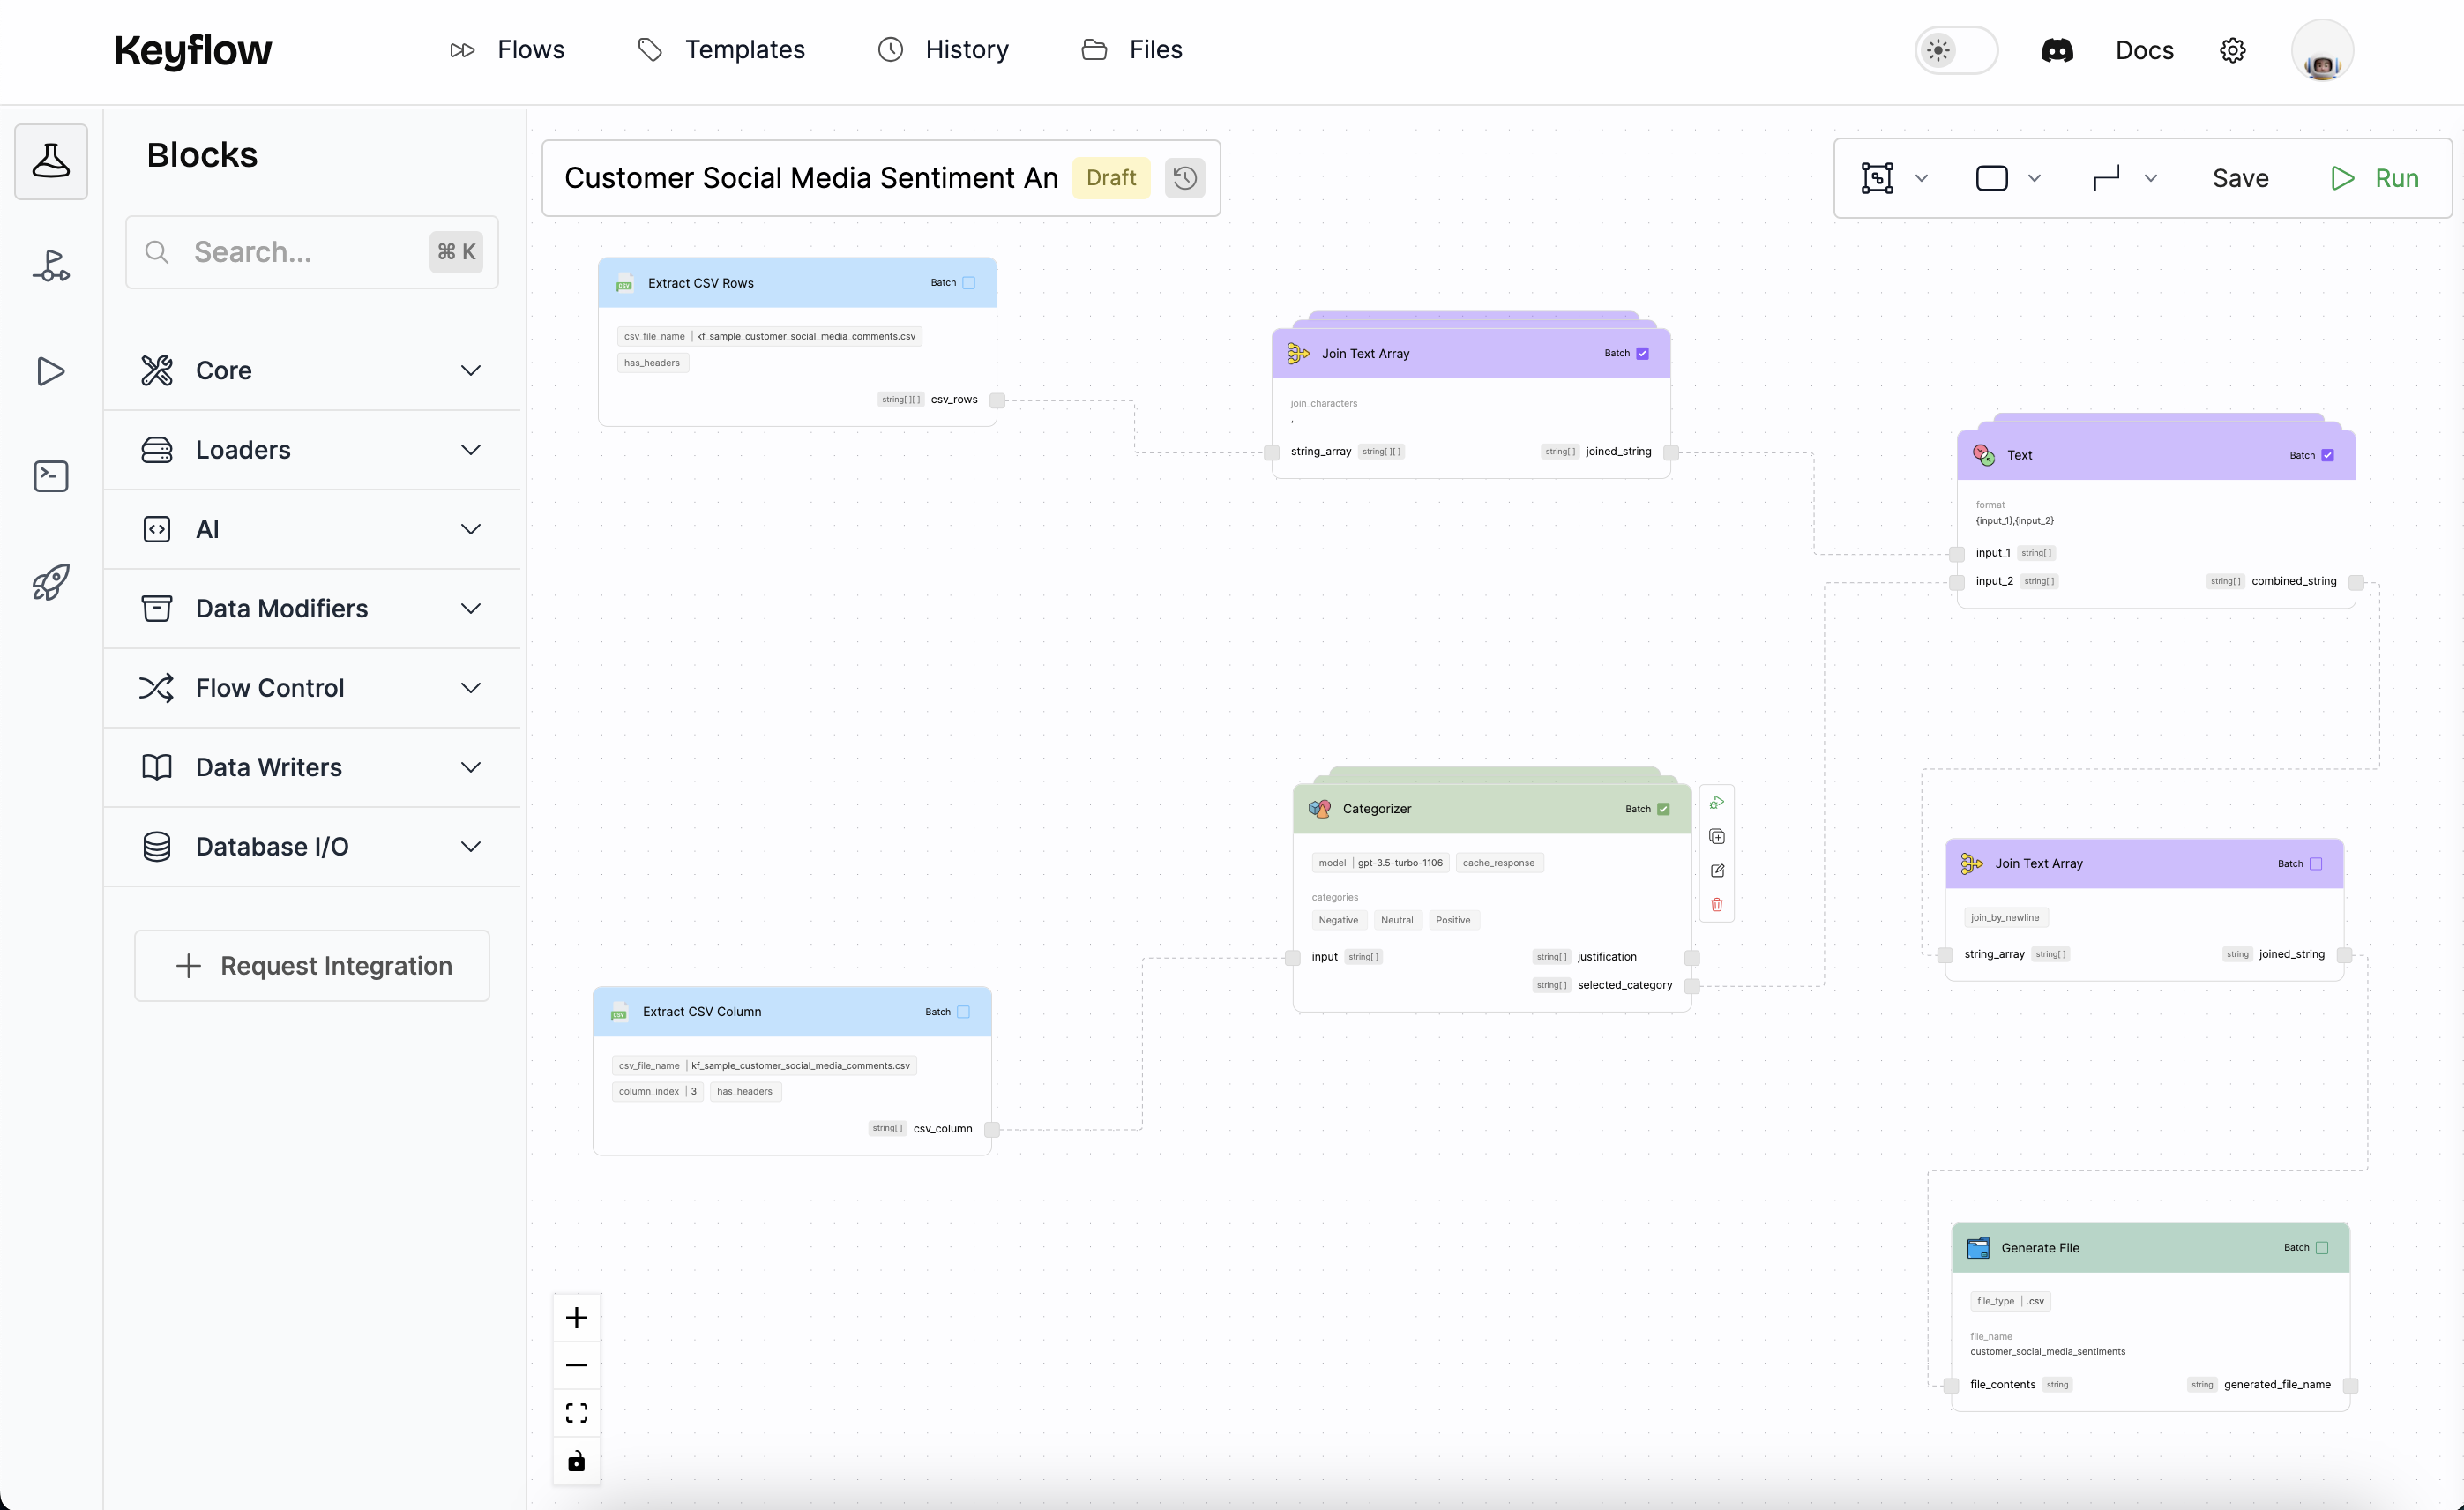 Keyflow
Flows
Templates
History
Files
Docs
Blocks
Search...
⌘ K
Core
Loaders
AI
Data Modifiers
Flow Control
Data Writers
Database I/O
Request Integration
Customer Social Media Sentiment An
Draft
Save
Run
Extract CSV Rows
Batch
csv_file_name | kf_sample_customer_social_media_comments.csv
has_headers
string[ ][ ] csv_rows
Join Text Array
Batch
join_characters
,
string_array string[ ][ ]
string[ ] joined_string
Text
Batch
format
{input_1},{input_2}
input_1 string[ ]
input_2 string[ ]
string[ ] combined_string
Categorizer
Batch
model | gpt-3.5-turbo-1106
cache_response
categories
Negative
Neutral
Positive
input string[ ]
string[ ] justification
string[ ] selected_category
Join Text Array
Batch
join_by_newline
string_array string[ ]
string joined_string
Extract CSV Column
Batch
csv_file_name | kf_sample_customer_social_media_comments.csv
column_index | 3
has_headers
string[ ] csv_column
Generate File
Batch
file_type | .csv
file_name
customer_social_media_sentiments
file_contents string
string generated_file_name